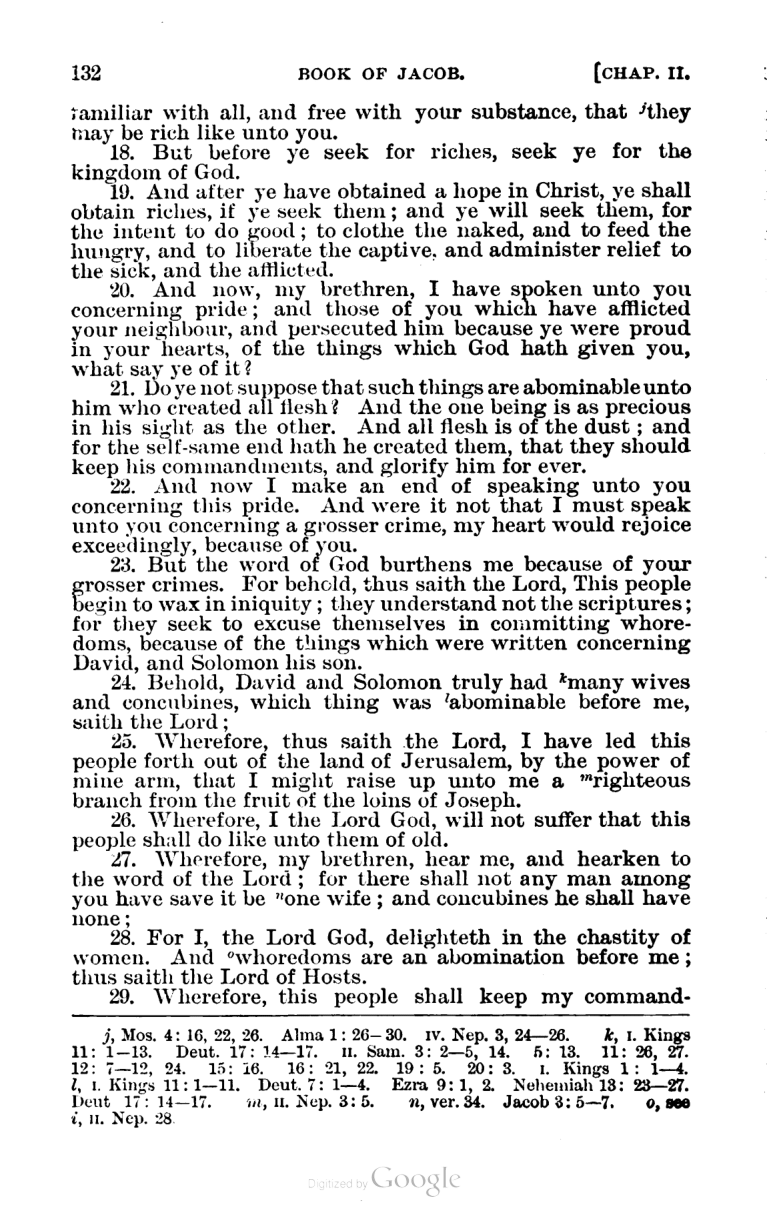 132 BOOK OF JACOB. [CHAP. II.
familiar with all, and free with your substance, that jthey
may be rich like unto you.
18. But before ye seek for riches, seek ye for the
kingdom of God.
19. And after ye have obtained a hope in Christ, ye shall
obtain riches, if ye seek them; and ye will seek them, for
the intent to do good; to clothe the naked, and to feed the
hungry, and to liberate the captive, and administer relief to
the sick, and the afflicted.
20. And now, my brethren, I have spoken unto you
concerning pride; and those of you which have afflicted
your neighbour, and persecuted him because ye were proud
in your hearts, of the things which God hath given you,
what say ye of it?
21. Do ye not suppose that such things are abominable unto
him who created all flesh? And the one being is as precious
in his sight as the other. And all flesh is of the dust; and
for the self-same end hath he created them, that they should
keep his commandments, and glorify him for ever.
22. And now I make an end of speaking unto you
concerning this pride. And were it not that I must speak
unto you concerning a grosser crime, my heart would rejoice
exceedingly, because of you.
23. But the word of God burthens me because of your
grosser crimes. For behold, thus saith the Lord, This people
begin to wax in iniquity; they understand not the scriptures;
for they seek to excuse themselves in committing whore-
doms, because of the things which were written concerning
David, and Solomon his son.
24. Behold, David and Solomon truly had kmany wives
and concubines, which thing was labominable before me,
saith the Lord;
25. Wherefore, thus saith the Lord, I have led this
people forth out of the land of Jerusalem, by the power of
mine arm, that I might raise up unto me a mrighteous
branch from the fruit of the loins of Joseph.
26. Wherefore, I the Lord God, will not suffer that this
people shall do like unto them of old.
27. Wherefore, my brethren, hear me, and hearken to
the word of the Lord; for there shall not any man among
you have save it be none wife; and concubines he shall have
none;
28. For I, the Lord God, delighteth in the chastity of
women. And owhoredoms are an abomination before me;
thus saith the Lord of Hosts.
29. Wherefore, this people shall keep my command-
j, Mos. 4: 16, 22, 26. Alma 1: 26-30. IV. Nep. 3, 24—26. k, I. Kings
11: 1—13. Deut. 17: 14—17. II. Sam. 3: 2—5, 14. 5: 13. 11: 26, 27.
12: 7—12, 24. 15: 16. 16: 21, 22. 19: 5. 20: 3. I. Kings 1: 1—4.
l, I. Kings 11: 1—11. Deut. 7: 1—4. Ezra 9: 1, 2. Nehemiah 13: 23—27.
Deut 17: 14—17. m, II. Nep. 3: 5. n, ver. 34. Jacob 3: 5—7. o, see
i, II. Nep. 28.
Digitized by Google